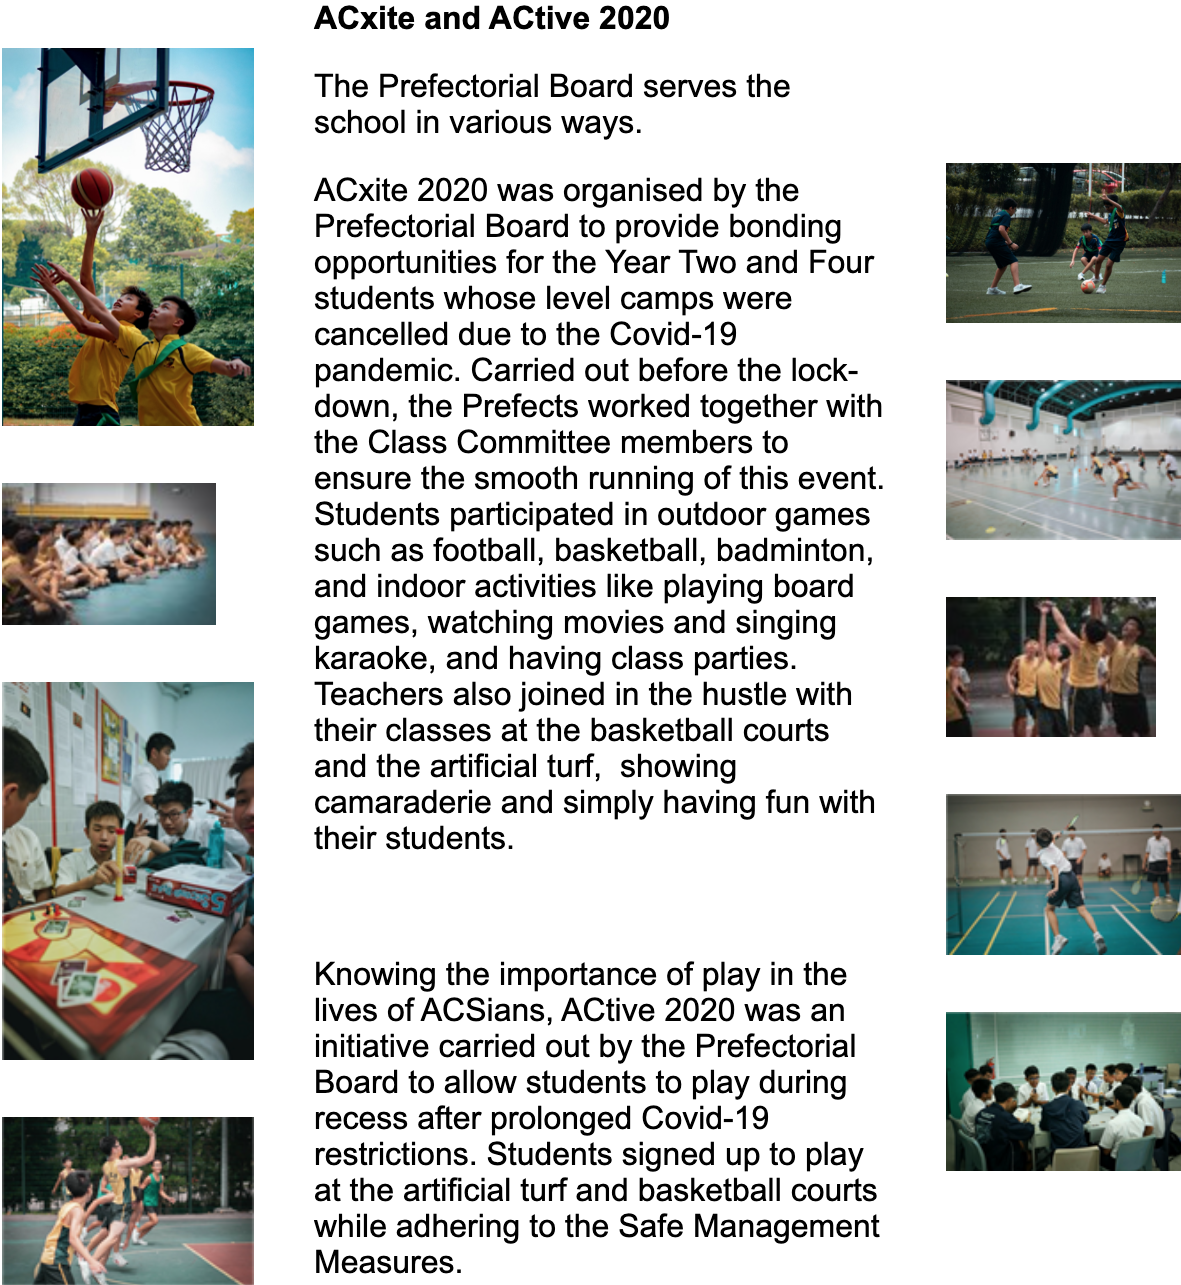 ACxite and ACtive 2020
The Prefectorial Board serves the
school in various ways.
ACxite 2020 was organised by the
Prefectorial Board to provide bonding
opportunities for the Year Two and Four
students whose level camps were
cancelled due to the Covid-19
pandemic. Carried out before the lock-
down, the Prefects worked together with
the Class Committee members to
ensure the smooth running of this event.
Students participated in outdoor games
such as football, basketball, badminton,
and indoor activities like playing board
games, watching movies and singing
karaoke, and having class parties.
Teachers also joined in the hustle with
their classes at the basketball courts
and the artificial turf,  showing
camaraderie and simply having fun with
their students.
Knowing the importance of play in the
lives of ACSians, ACtive 2020 was an
initiative carried out by the Prefectorial
Board to allow students to play during
recess after prolonged Covid-19
restrictions. Students signed up to play
at the artificial turf and basketball courts
while adhering to the Safe Management
Measures.